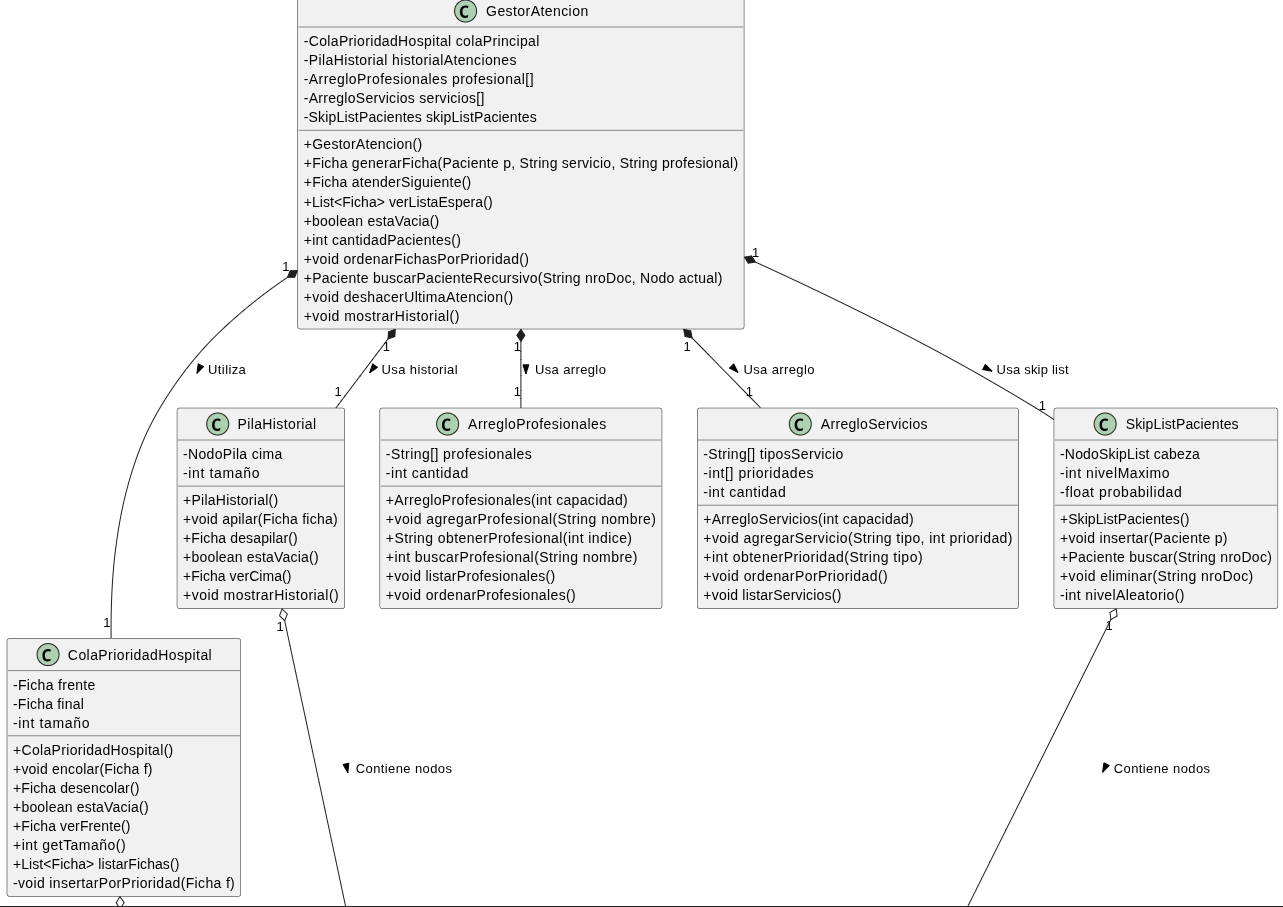 C GestorAtencion
-ColaPrioridadHospital colaPrincipal
-PilaHistorial historialAtenciones
-ArregloProfesionales profesional[]
-ArregloServicios servicios[]
-SkipListPacientes skipListPacientes
+GestorAtencion()
+Ficha generarFicha(Paciente p, String servicio, String profesional)
+Ficha atenderSiguiente()
+List<Ficha> verListaEspera()
+boolean estaVacia()
+int cantidadPacientes()
+void ordenarFichasPorPrioridad()
+Paciente buscarPacienteRecursivo(String nroDoc, Nodo actual)
+void deshacerUltimaAtencion()
+void mostrarHistorial()
1
1
1
1
1
Utiliza
Usa historial
Usa arreglo
Usa arreglo
Usa skip list
1
1
1
1
C PilaHistorial
-NodoPila cima
-int tamaño
+PilaHistorial()
+void apilar(Ficha ficha)
+Ficha desapilar()
+boolean estaVacia()
+Ficha verCima()
+void mostrarHistorial()
C ArregloProfesionales
-String[] profesionales
-int cantidad
+ArregloProfesionales(int capacidad)
+void agregarProfesional(String nombre)
+String obtenerProfesional(int indice)
+int buscarProfesional(String nombre)
+void listarProfesionales()
+void ordenarProfesionales()
C ArregloServicios
-String[] tiposServicio
-int[] prioridades
-int cantidad
+ArregloServicios(int capacidad)
+void agregarServicio(String tipo, int prioridad)
+int obtenerPrioridad(String tipo)
+void ordenarPorPrioridad()
+void listarServicios()
C SkipListPacientes
-NodoSkipList cabeza
-int nivelMaximo
-float probabilidad
+SkipListPacientes()
+void insertar(Paciente p)
+Paciente buscar(String nroDoc)
+void eliminar(String nroDoc)
-int nivelAleatorio()
1
1
1
C ColaPrioridadHospital
-Ficha frente
-Ficha final
-int tamaño
+ColaPrioridadHospital()
+void encolar(Ficha f)
+Ficha desencolar()
+boolean estaVacia()
+Ficha verFrente()
+int getTamaño()
+List<Ficha> listarFichas()
-void insertarPorPrioridad(Ficha f)
Contiene nodos
Contiene nodos